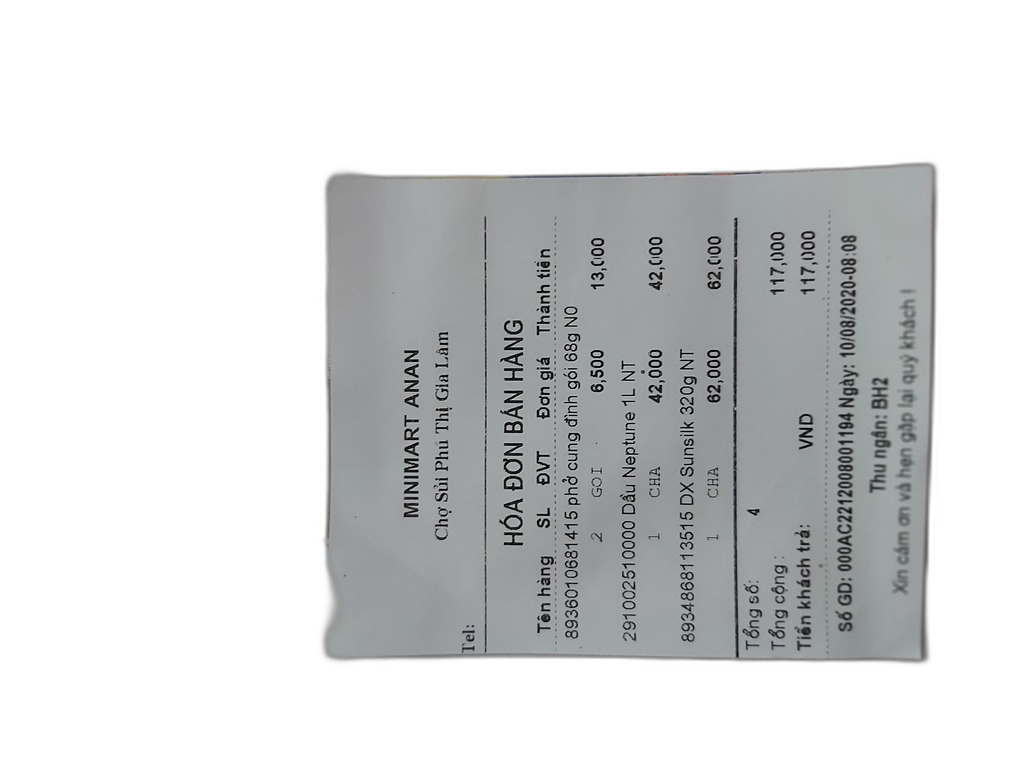 MINIMART ANAN
Chợ Sủi Phú Thị Gia Lâm
Tel:
HÓA ĐƠN BÁN HÀNG
Tên hàng SL ĐVT Đơn giá Thành tiền
8936010681415 phở cung đình gói 68g N0
2 GOI 6,500 13,000
291002510000 Dầu Neptune 1L NT
1 CHA 42,000 42,000
8934868113515 DX Sunsilk 320g NT
1 CHA 62,000 62,000
Tổng số: 4
Tổng cộng : 117,000
Tiền khách trả: VND 117,000
Số GD: 000AC2212008001194 Ngày: 10/08/2020-08:08
Thu ngân: BH2
Xin cảm ơn và hẹn gặp lại quý khách !